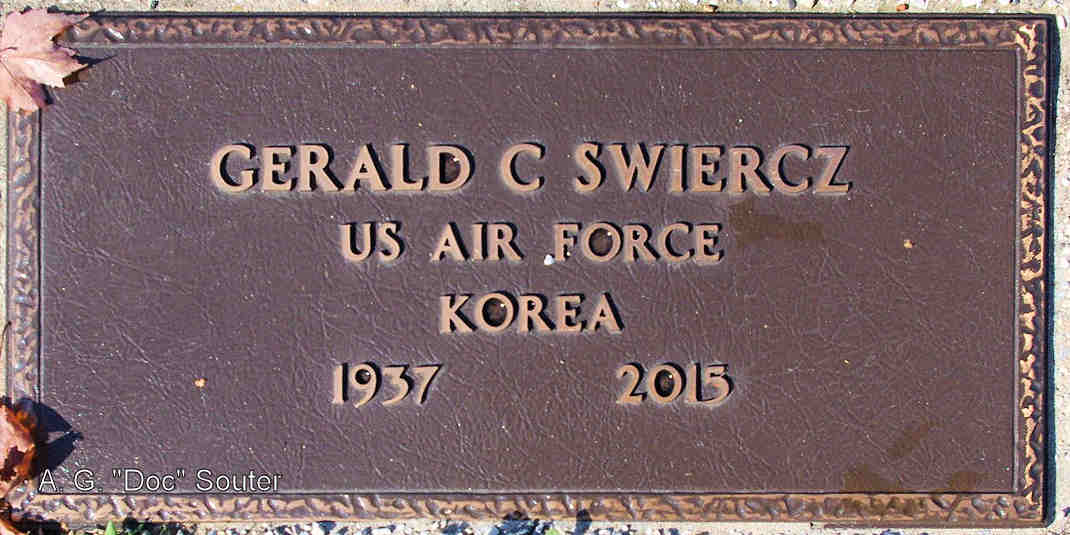 GERALD C SWIERCZ
US AIR FORCE
KOREA
1937 2015
A. G. "Doc" Souter